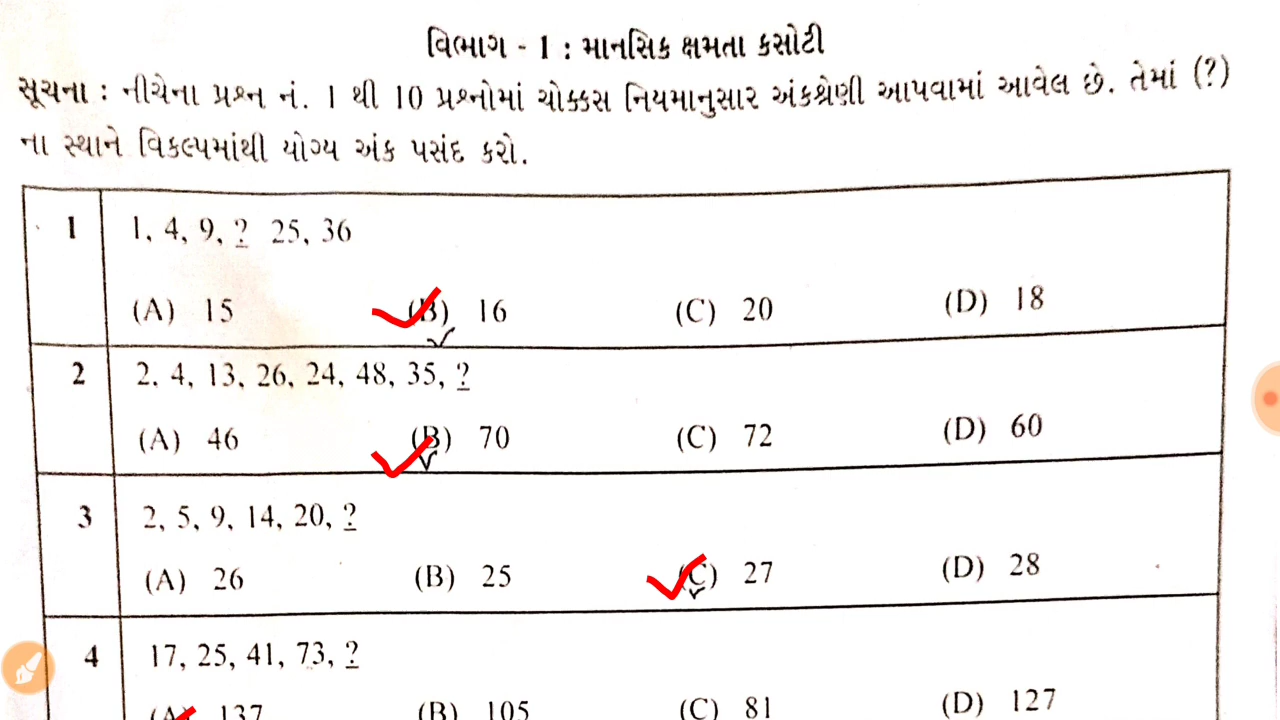 વિભાગ - 1 : માનસિક ક્ષમતા કસોટી
સૂચના : નીચેના પ્રશ્ન નં. 1 થી 10 પ્રશ્નોમાં ચોક્કસ નિયમાનુસાર અંકશ્રેણી આપવામાં આવેલ છે. તેમાં (?)
ના સ્થાને વિકલ્પમાંથી યોગ્ય અંક પસંદ કરો.
1 1, 4, 9, ? 25, 36
(A) 15 (B) 16 (C) 20 (D) 18
2 2, 4, 13, 26, 24, 48, 35, ?
(A) 46 (B) 70 (C) 72 (D) 60
3 2, 5, 9, 14, 20, ?
(A) 26 (B) 25 (C) 27 (D) 28
4 17, 25, 41, 73, ?
(A) 137 (B) 105 (C) 81 (D) 127